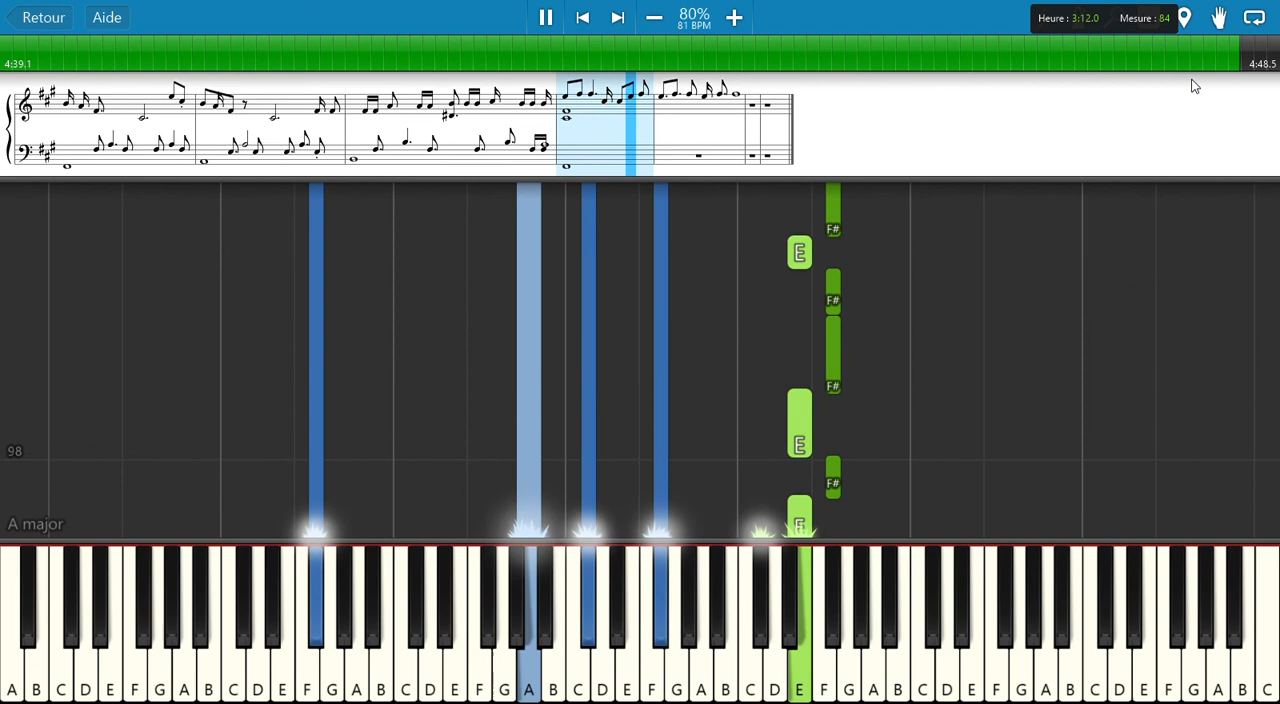 Retour
Aide
80%
81 BPM
Heure : 3:12.0 Mesure : 84
4:39.1
4:48.5
F#
E
F#
F#
E
98
F#
A major
E
A B C D E F G A B C D E F G A B C D E F G A B C D E F G A B C D E F G A B C D E F G A B C D E F G A B C